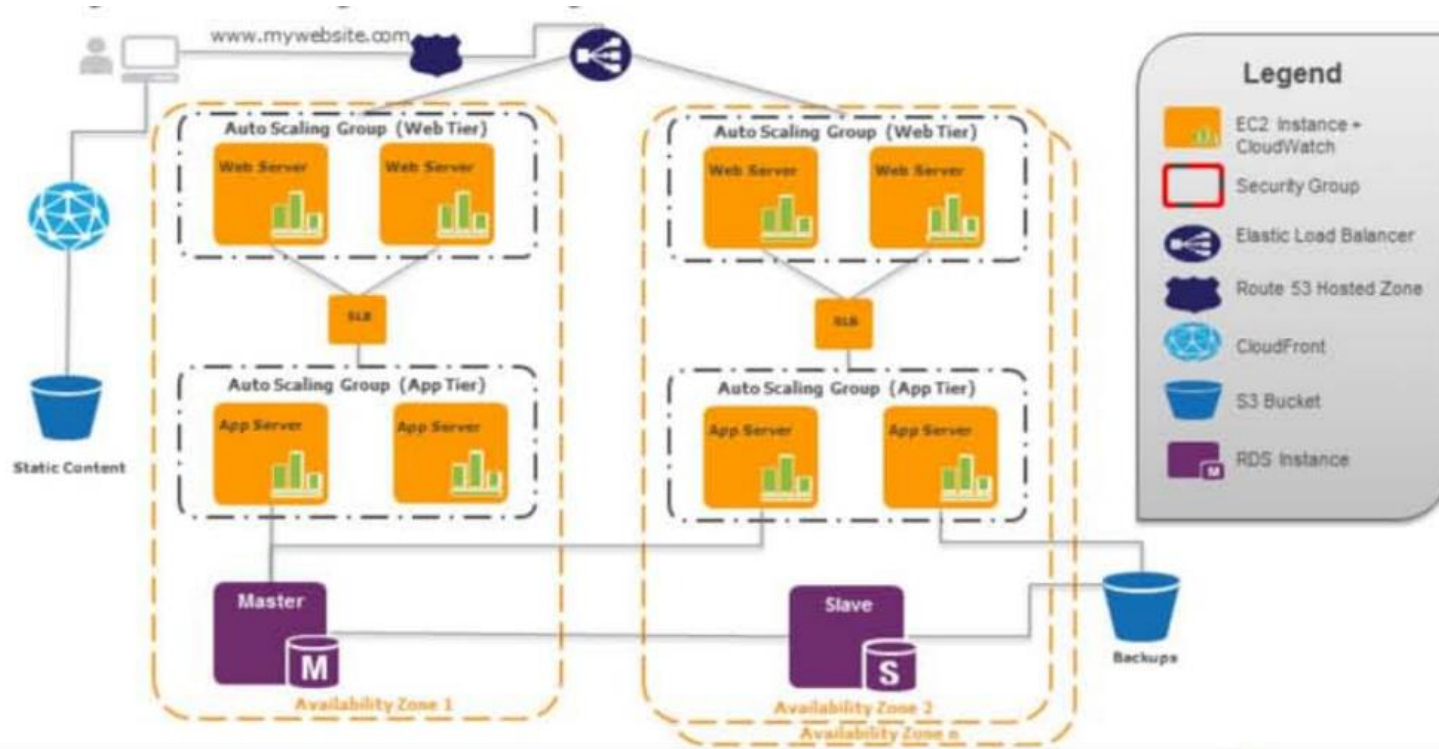 www.mywebsite.com
Auto Scaling Group (Web Tier)
Web Server
Web Server
SLB
Auto Scaling Group (App Tier)
App Server
App Server
Master
M
Availability Zone 1
Auto Scaling Group (Web Tier)
Web Server
Web Server
SLB
Auto Scaling Group (App Tier)
App Server
App Server
Slave
S
Availability Zone 2
Availability Zone n
Static Content
Backups
Legend
EC2 Instance +
CloudWatch
Security Group
Elastic Load Balancer
Route 53 Hosted Zone
CloudFront
S3 Bucket
M
RDS Instance